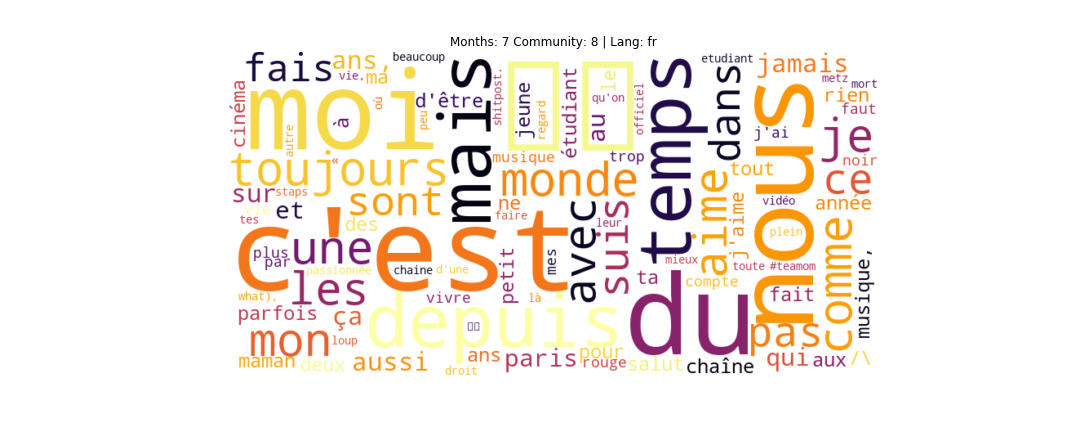 Months: 7 Community: 8 | Lang: fr
fais
ans,
beaucoup
vie.
ma
cinéma
moi
où
à
autre
peu
d'être
mais
shitpost.
jeune
regard
étudiant
au
le
qu'on
officiel
temps
etudiant
dans
jamais
metz
mort
rien
faut
j'ai
je
noir
nous
toujours
«
musique
trop
monde
tout
aime
j'aime
ce
vidéo
année
sur
staps
sont
ne
faire
vie
et
tes
des
c'est
une
avec
suis
leur
plein
comme
plus
par
passionnée
chaine
d'une
petit
mes
mieux
toute
#teamom
musique,
les
ta
compte
what).
vivre
là
du
fait
parfois
ça
depuis
pas
mon
loup
maman
deux
aussi
droit
ans
paris
pour
rouge
salut
chaîne
qui
aux
/\